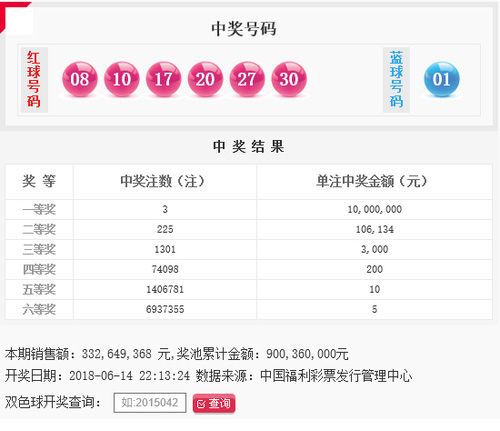 中奖号码
红球号码 08 10 17 20 27 30 蓝球号码 01
中奖结果
奖 等 中奖注数（注） 单注中奖金额（元）
一等奖 3 10,000,000
二等奖 225 106,134
三等奖 1301 3,000
四等奖 74098 200
五等奖 1406781 10
六等奖 6937355 5
本期销售额：332,649,368 元,奖池累计金额：900,360,000元
开奖日期：2018-06-14 22:13:24 数据来源：中国福利彩票发行管理中心
双色球开奖查询： 如:2015042 查询